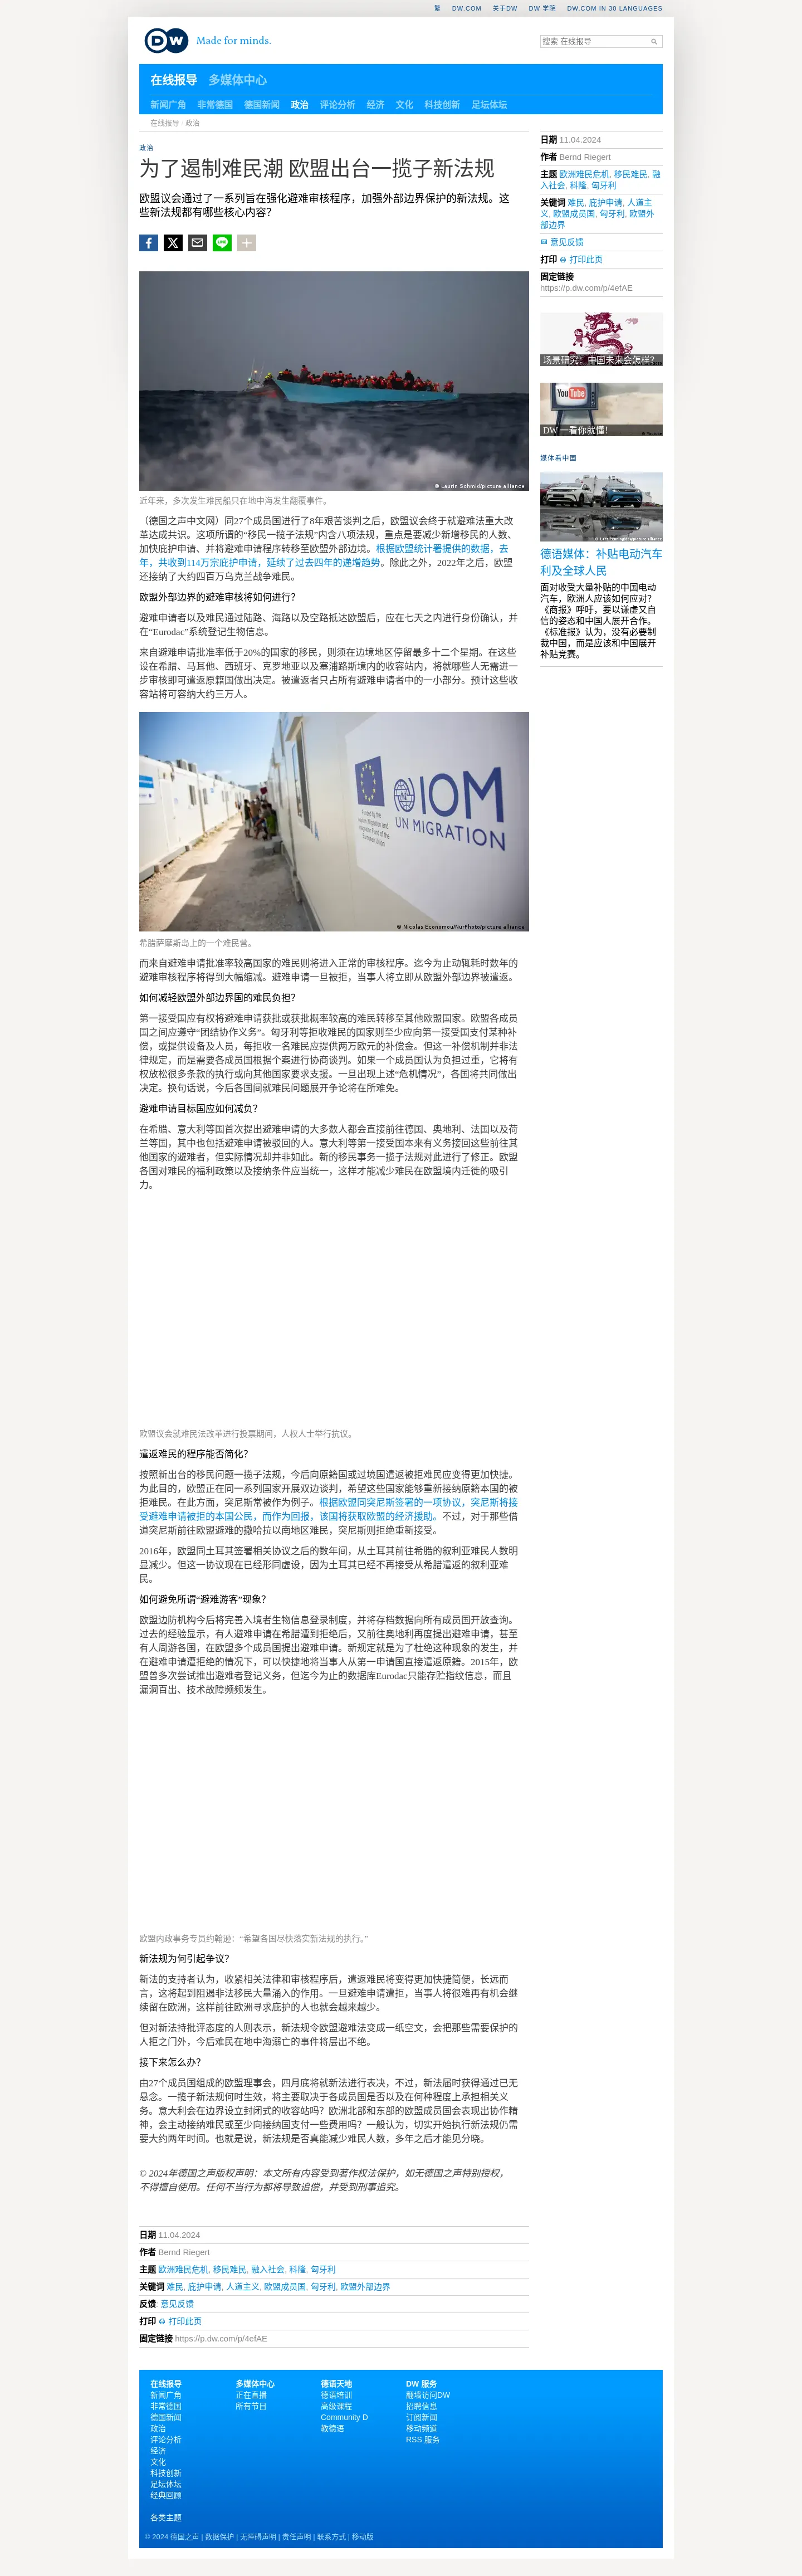 繁 DW.COM 关于DW DW 学院 DW.COM IN 30 LANGUAGES
DW Made for minds.
搜索 在线报导
在线报导 多媒体中心
新闻广角 非常德国 德国新闻 政治 评论分析 经济 文化 科技创新 足坛体坛
在线报导 政治
政治
为了遏制难民潮 欧盟出台一揽子新法规
欧盟议会通过了一系列旨在强化避难审核程序，加强外部边界保护的新法规。这
些新法规都有哪些核心内容？
LINE
© Laurin Schmid/picture alliance
近年来，多次发生难民船只在地中海发生翻覆事件。
（德国之声中文网）同27个成员国进行了8年艰苦谈判之后，欧盟议会终于就避难法重大改
革达成共识。这项所谓的“移民一揽子法规”内含八项法规，重点是要减少新增移民的人数、
加快庇护申请、并将避难申请程序转移至欧盟外部边境。根据欧盟统计署提供的数据，去
年，共收到114万宗庇护申请，延续了过去四年的递增趋势。除此之外，2022年之后，欧盟
还接纳了大约四百万乌克兰战争难民。
欧盟外部边界的避难审核将如何进行？
避难申请者以及难民通过陆路、海路以及空路抵达欧盟后，应在七天之内进行身份确认，并
在“Eurodac”系统登记生物信息。
来自避难申请批准率低于20%的国家的移民，则须在边境地区停留最多十二个星期。在这些
设在希腊、马耳他、西班牙、克罗地亚以及塞浦路斯境内的收容站内，将就哪些人无需进一
步审核即可遣返原籍国做出决定。被遣返者只占所有避难申请者中的一小部分。预计这些收
容站将可容纳大约三万人。
Funded by the
IOM
UN MIGRATION
© Nicolas Economou/NurPhoto/picture alliance
希腊萨摩斯岛上的一个难民营。
而来自避难申请批准率较高国家的难民则将进入正常的审核程序。迄今为止动辄耗时数年的
避难审核程序将得到大幅缩减。避难申请一旦被拒，当事人将立即从欧盟外部边界被遣返。
如何减轻欧盟外部边界国的难民负担？
第一接受国应有权将避难申请获批或获批概率较高的难民转移至其他欧盟国家。欧盟各成员
国之间应遵守“团结协作义务”。匈牙利等拒收难民的国家则至少应向第一接受国支付某种补
偿，或提供设备及人员，每拒收一名难民应提供两万欧元的补偿金。但这一补偿机制并非法
律规定，而是需要各成员国根据个案进行协商谈判。如果一个成员国认为负担过重，它将有
权放松很多条款的执行或向其他国家要求支援。一旦出现上述“危机情况”，各国将共同做出
决定。换句话说，今后各国间就难民问题展开争论将在所难免。
避难申请目标国应如何减负？
在希腊、意大利等国首次提出避难申请的大多数人都会直接前往德国、奥地利、法国以及荷
兰等国，其中也包括避难申请被驳回的人。意大利等第一接受国本来有义务接回这些前往其
他国家的避难者，但实际情况却并非如此。新的移民事务一揽子法规对此进行了修正。欧盟
各国对难民的福利政策以及接纳条件应当统一，这样才能减少难民在欧盟境内迁徙的吸引
力。
欧盟议会就难民法改革进行投票期间，人权人士举行抗议。
遣返难民的程序能否简化？
按照新出台的移民问题一揽子法规，今后向原籍国或过境国遣返被拒难民应变得更加快捷。
为此目的，欧盟正在同一系列国家开展双边谈判，希望这些国家能够重新接纳原籍本国的被
拒难民。在此方面，突尼斯常被作为例子。根据欧盟同突尼斯签署的一项协议，突尼斯将接
受避难申请被拒的本国公民，而作为回报，该国将获取欧盟的经济援助。不过，对于那些借
道突尼斯前往欧盟避难的撒哈拉以南地区难民，突尼斯则拒绝重新接受。
2016年，欧盟同土耳其签署相关协议之后的数年间，从土耳其前往希腊的叙利亚难民人数明
显减少。但这一协议现在已经形同虚设，因为土耳其已经不再接受从希腊遣返的叙利亚难
民。
如何避免所谓“避难游客”现象？
欧盟边防机构今后将完善入境者生物信息登录制度，并将存档数据向所有成员国开放查询。
过去的经验显示，有人避难申请在希腊遭到拒绝后，又前往奥地利再度提出避难申请，甚至
有人周游各国，在欧盟多个成员国提出避难申请。新规定就是为了杜绝这种现象的发生，并
在避难申请遭拒绝的情况下，可以快捷地将当事人从第一申请国直接遣返原籍。2015年，欧
盟曾多次尝试推出避难者登记义务，但迄今为止的数据库Eurodac只能存贮指纹信息，而且
漏洞百出、技术故障频频发生。
欧盟内政事务专员约翰逊：“希望各国尽快落实新法规的执行。”
新法规为何引起争议？
新法的支持者认为，收紧相关法律和审核程序后，遣返难民将变得更加快捷简便，长远而
言，这将起到阻遏非法移民大量涌入的作用。一旦避难申请遭拒，当事人将很难再有机会继
续留在欧洲，这样前往欧洲寻求庇护的人也就会越来越少。
但对新法持批评态度的人则表示，新法规令欧盟避难法变成一纸空文，会把那些需要保护的
人拒之门外，今后难民在地中海溺亡的事件将层出不绝。
接下来怎么办？
由27个成员国组成的欧盟理事会，四月底将就新法进行表决，不过，新法届时获得通过已无
悬念。一揽子新法规何时生效，将主要取决于各成员国是否以及在何种程度上承担相关义
务。意大利会在边界设立封闭式的收容站吗？欧洲北部和东部的欧盟成员国会表现出协作精
神，会主动接纳难民或至少向接纳国支付一些费用吗？一般认为，切实开始执行新法规仍需
要大约两年时间。也就是说，新法规是否真能减少难民人数，多年之后才能见分晓。
© 2024年德国之声版权声明：本文所有内容受到著作权法保护，如无德国之声特别授权，
不得擅自使用。任何不当行为都将导致追偿，并受到刑事追究。
日期 11.04.2024
作者 Bernd Riegert
主题 欧洲难民危机, 移民难民, 融入社会, 科隆, 匈牙利
关键词 难民, 庇护申请, 人道主义, 欧盟成员国, 匈牙利, 欧盟外部边界
反馈: 意见反馈
打印 打印此页
固定链接 https://p.dw.com/p/4efAE
日期 11.04.2024
作者 Bernd Riegert
主题 欧洲难民危机, 移民难民, 融
入社会, 科隆, 匈牙利
关键词 难民, 庇护申请, 人道主
义, 欧盟成员国, 匈牙利, 欧盟外
部边界
意见反馈
打印 打印此页
固定链接
https://p.dw.com/p/4efAE
场景研究：中国未来会怎样？
YouTube
DW 一看你就懂！
媒体看中国
德语媒体：补贴电动汽车
利及全球人民
面对收受大量补贴的中国电动
汽车，欧洲人应该如何应对？
《商报》呼吁，要以谦虚又自
信的姿态和中国人展开合作。
《标准报》认为，没有必要制
裁中国，而是应该和中国展开
补贴竞赛。
在线报导 多媒体中心 德语天地 DW 服务
新闻广角 正在直播 德语培训 翻墙访问DW
非常德国 所有节目 高级课程 招聘信息
德国新闻 Community D 订阅新闻
政治 教德语 移动频道
评论分析 RSS 服务
经济
文化
科技创新
足坛体坛
经典回顾
各类主题
© 2024 德国之声 | 数据保护 | 无障碍声明 | 责任声明 | 联系方式 | 移动版